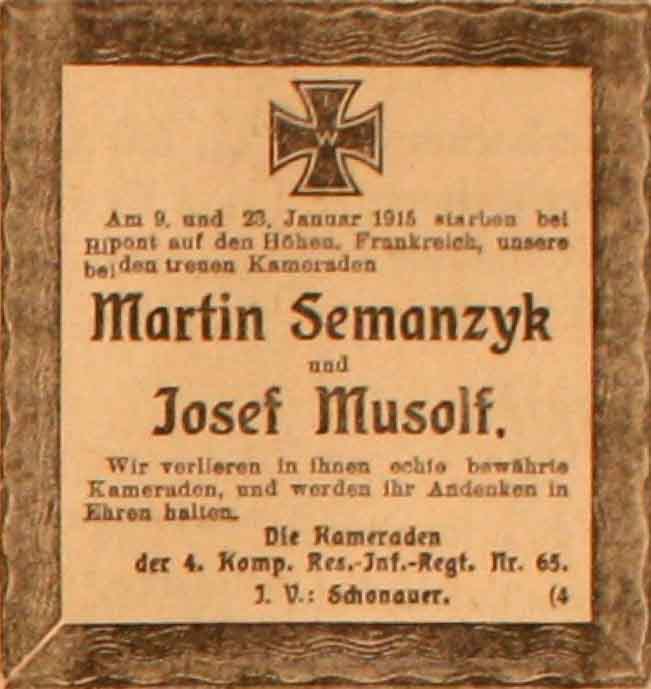 W
Am 9. und 23. Januar 1915 starben bei
Ripont auf den Höhen, Frankreich, unsere
beiden treuen Kameraden
Martin Semanzyk
und
Josef Musolf.
Wir verlieren in ihnen echte bewährte
Kameraden, und werden ihr Andenken in
Ehren halten.
Die Kameraden
der 4. Komp. Res.-Inf.-Regt. Nr. 65.
J. V.: Schonauer. (4